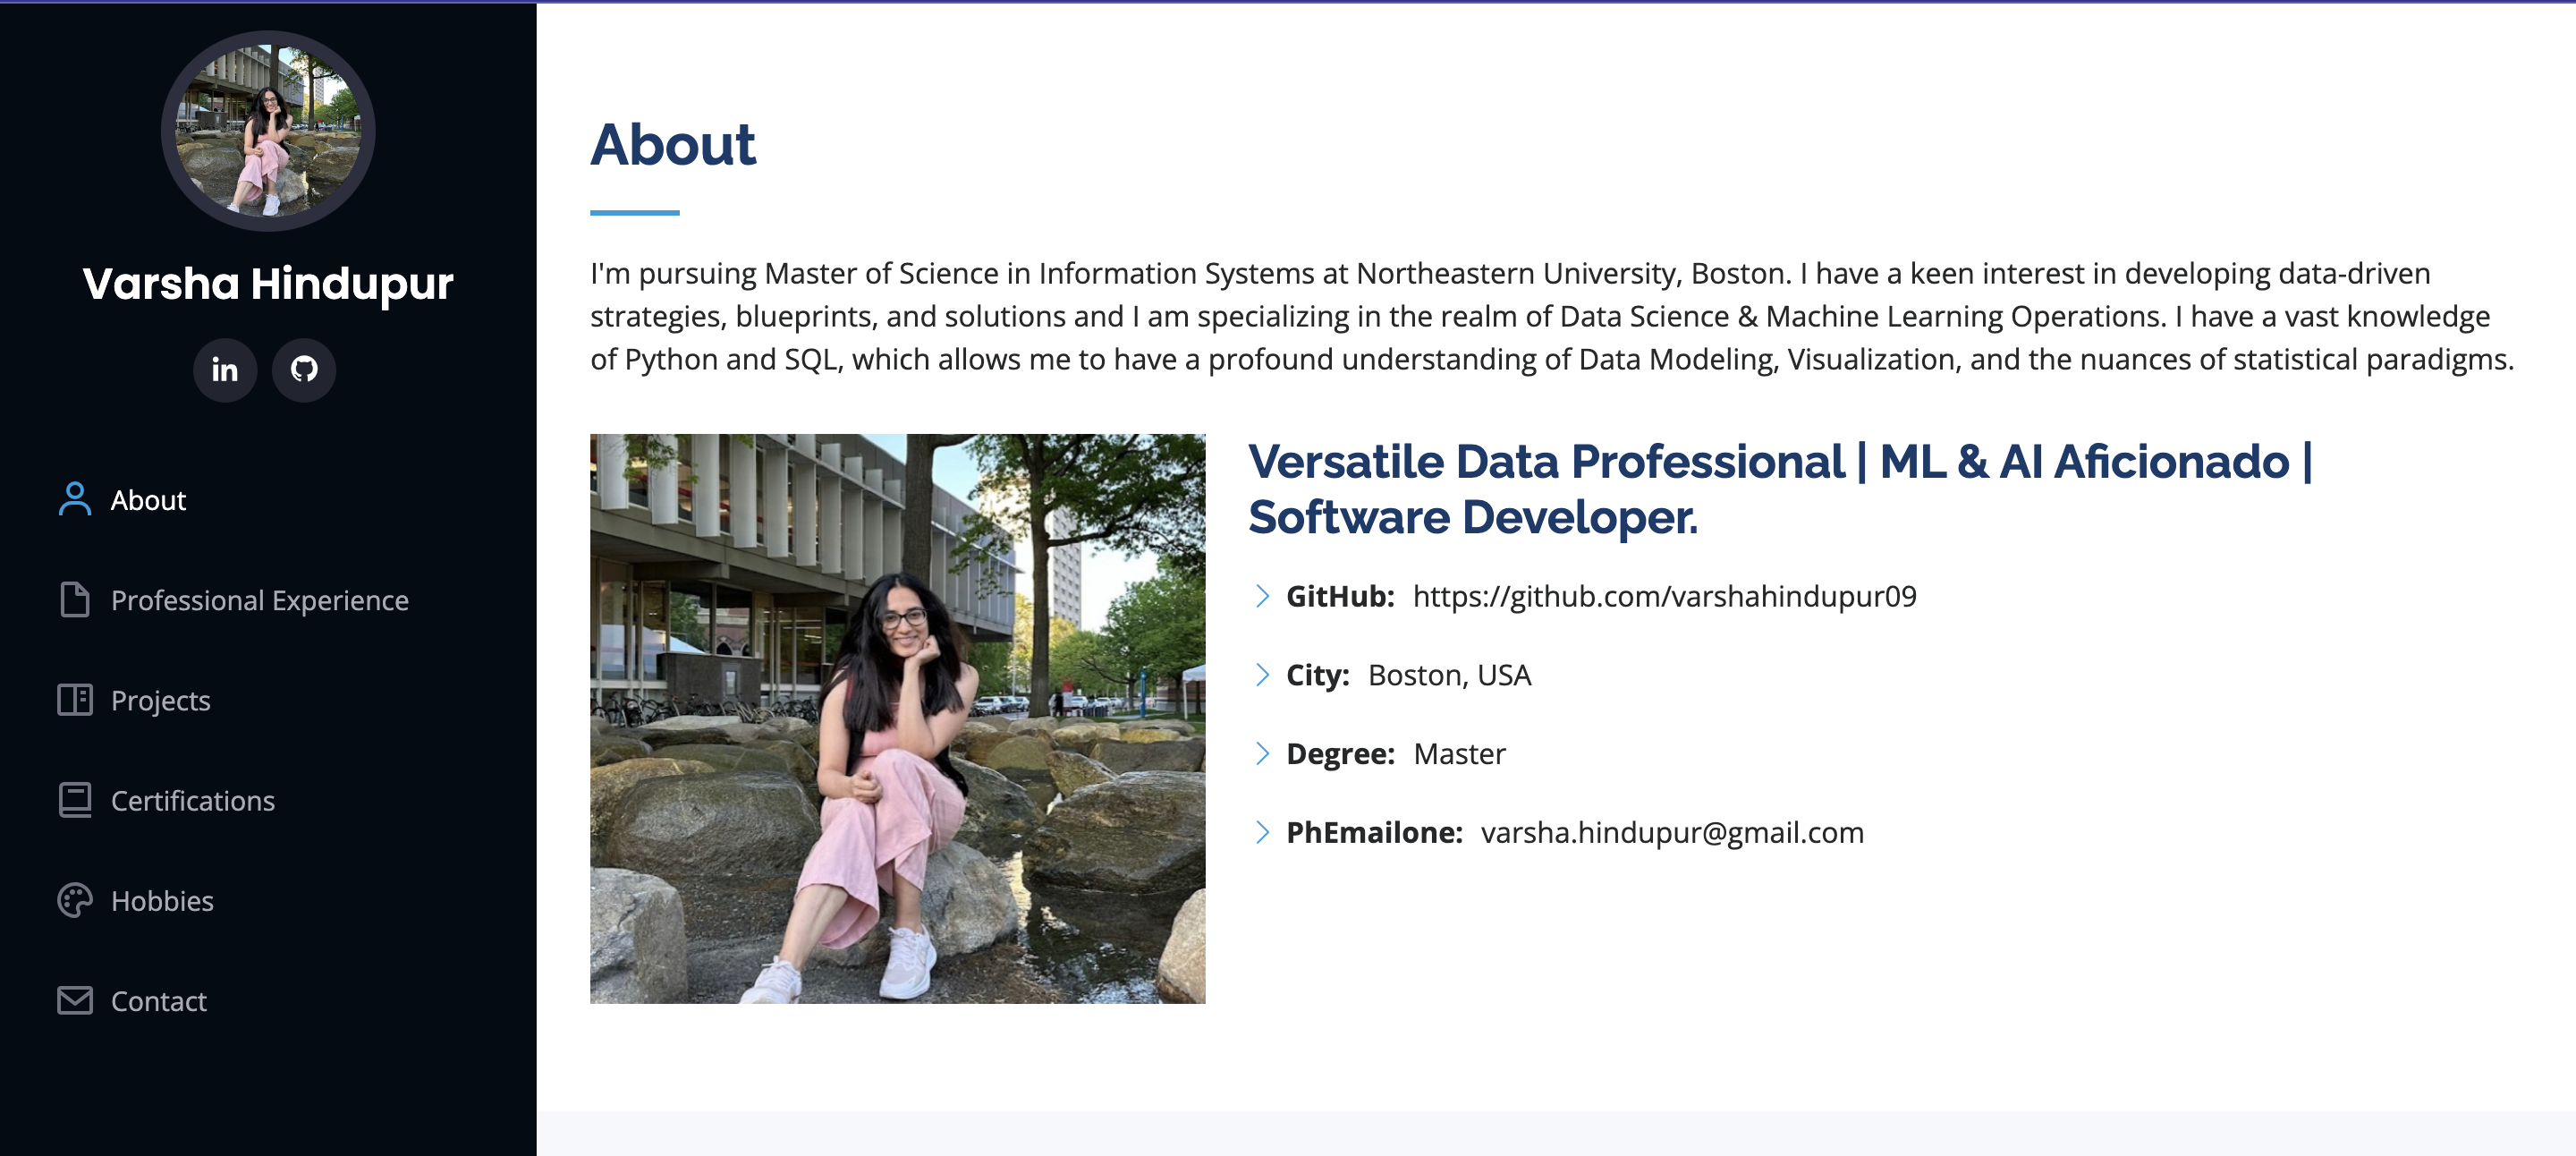 Varsha Hindupur
in
About
Professional Experience
Projects
Certifications
Hobbies
Contact
About
I'm pursuing Master of Science in Information Systems at Northeastern University, Boston. I have a keen interest in developing data-driven
strategies, blueprints, and solutions and I am specializing in the realm of Data Science & Machine Learning Operations. I have a vast knowledge
of Python and SQL, which allows me to have a profound understanding of Data Modeling, Visualization, and the nuances of statistical paradigms.
Versatile Data Professional | ML & AI Aficionado |
Software Developer.
GitHub: https://github.com/varshahindupur09
City: Boston, USA
Degree: Master
PhEmailone: varsha.hindupur@gmail.com